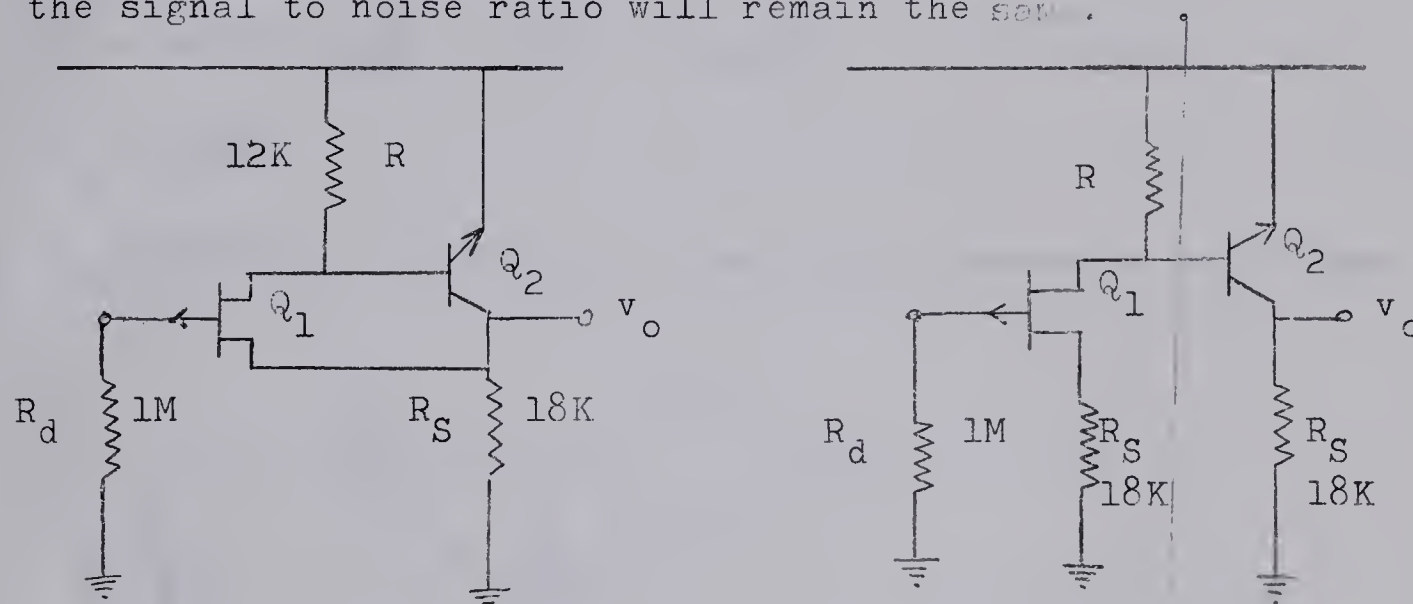 the signal to noise ratio will remain the
12K R
R
Q2
Q2
Q1
Q1
vo
vo
Rd 1M
RS 18K
Rd 1M
RS
18K
RS
18K